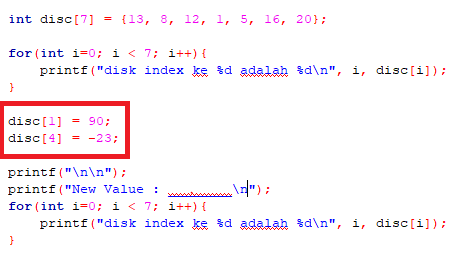 int disc[7] = {13, 8, 12, 1, 5, 16, 20};
for(int i=0; i < 7; i++){
printf("disk index ke %d adalah %d\n", i, disc[i]);
}
disc[1] = 90;
disc[4] = -23;
printf("\n\n");
printf("New Value : \n");
for(int i=0; i < 7; i++){
printf("disk index ke %d adalah %d\n", i, disc[i]);
}